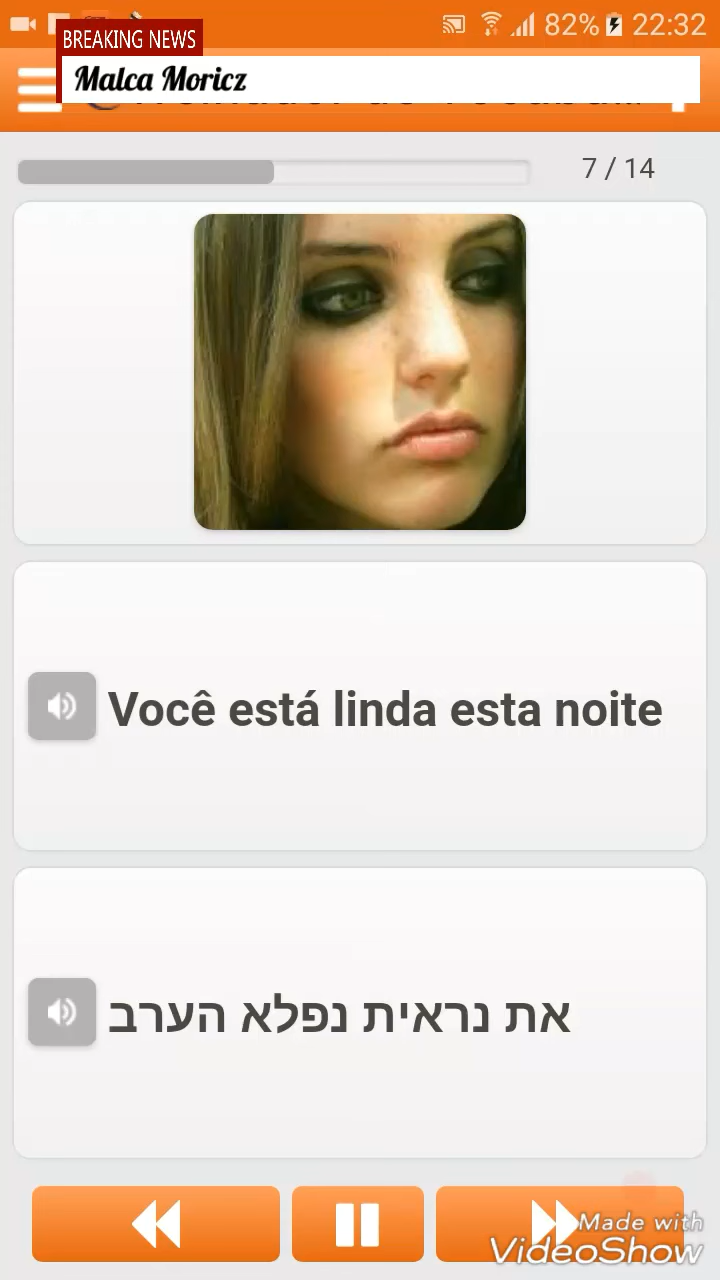 82% 22:32
BREAKING NEWS
Malca Moricz
7 / 14
Você está linda esta noite
את נראית נפלא הערב
Made with
VideoShow